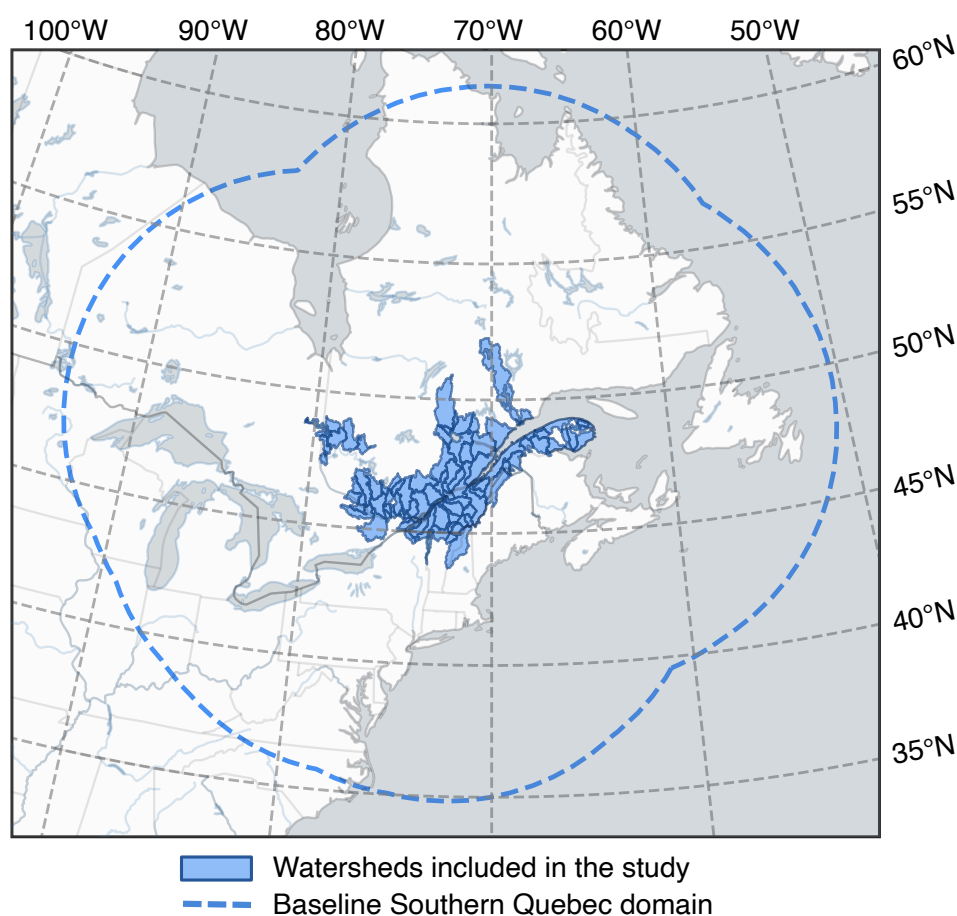 100°W 90°W 80°W 70°W 60°W 50°W
60°N
55°N
50°N
45°N
40°N
35°N
Watersheds included in the study
Baseline Southern Quebec domain